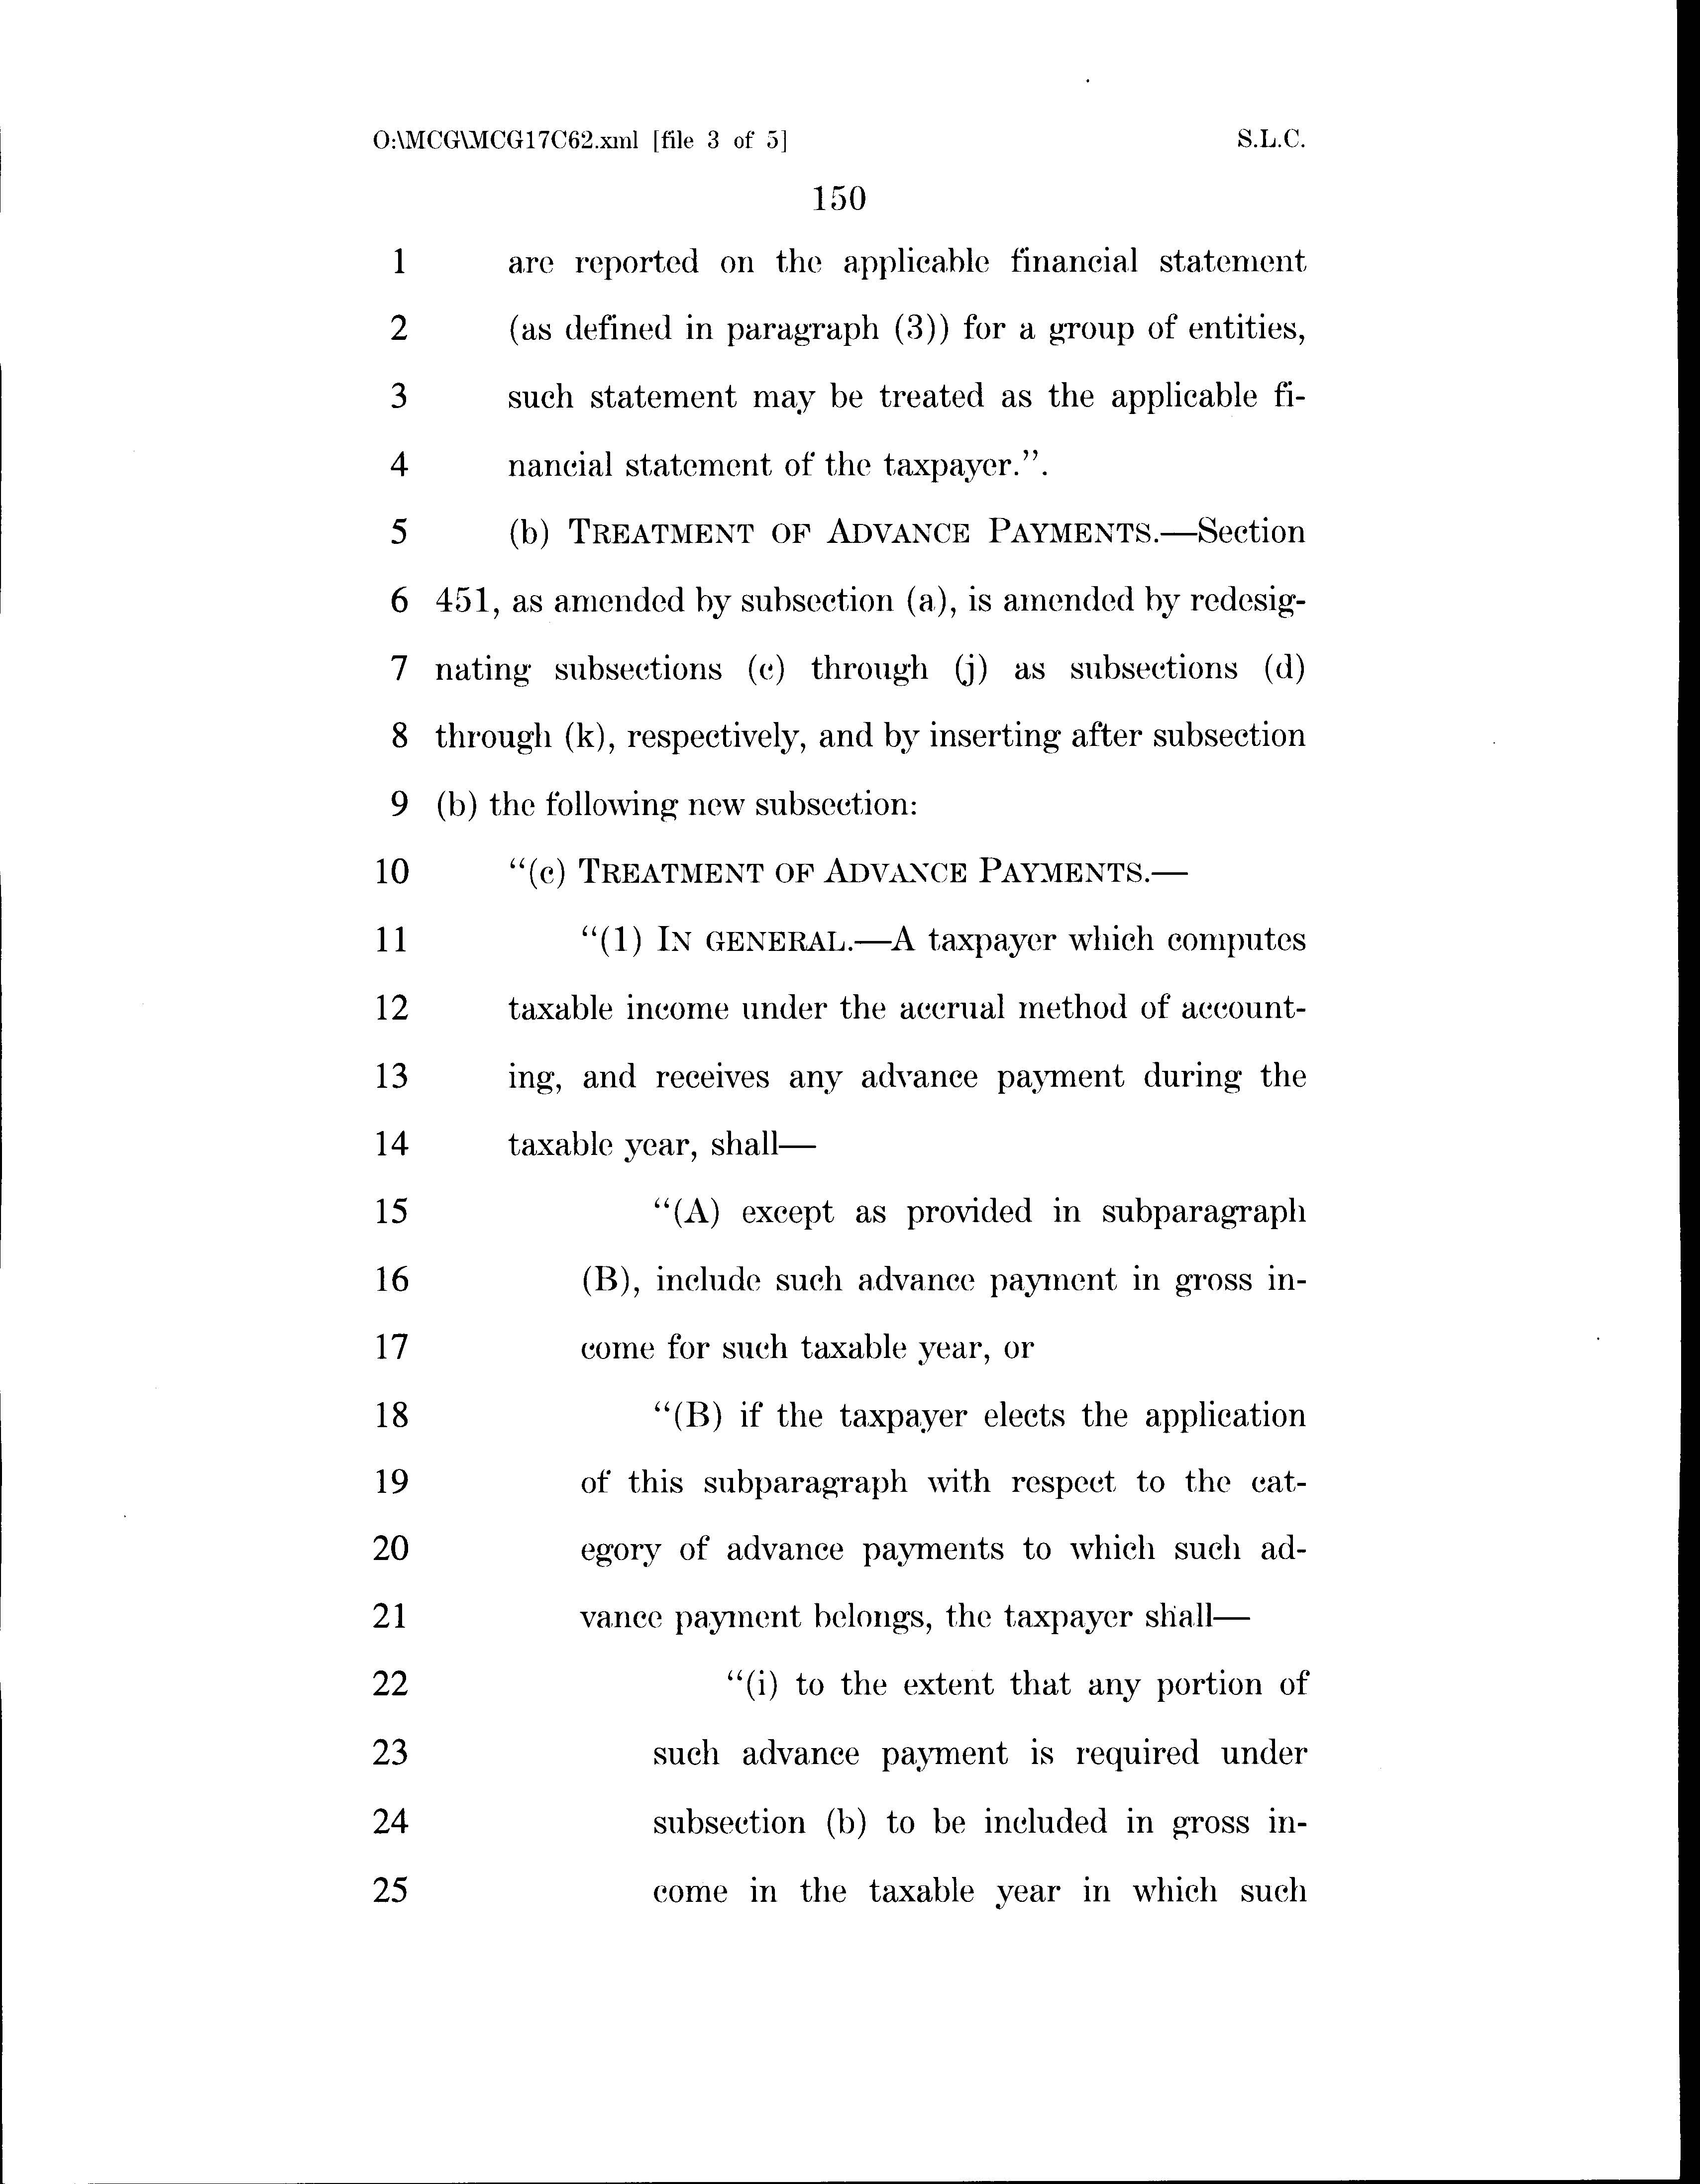 O:\MCG\MCG17C62.xml [file 3 of 5] S.L.C.
150
1 are reported on the applicable financial statement
2 (as defined in paragraph (3)) for a group of entities,
3 such statement may be treated as the applicable fi-
4 nancial statement of the taxpayer.”.
5 (b) TREATMENT OF ADVANCE PAYMENTS.—Section
6 451, as amended by subsection (a), is amended by redesig-
7 nating subsections (c) through (j) as subsections (d)
8 through (k), respectively, and by inserting after subsection
9 (b) the following new subsection:
10 “(c) TREATMENT OF ADVANCE PAYMENTS.—
11 “(1) IN GENERAL.—A taxpayer which computes
12 taxable income under the accrual method of account-
13 ing, and receives any advance payment during the
14 taxable year, shall—
15 “(A) except as provided in subparagraph
16 (B), include such advance payment in gross in-
17 come for such taxable year, or
18 “(B) if the taxpayer elects the application
19 of this subparagraph with respect to the cat-
20 egory of advance payments to which such ad-
21 vance payment belongs, the taxpayer shall—
22 “(i) to the extent that any portion of
23 such advance payment is required under
24 subsection (b) to be included in gross in-
25 come in the taxable year in which such